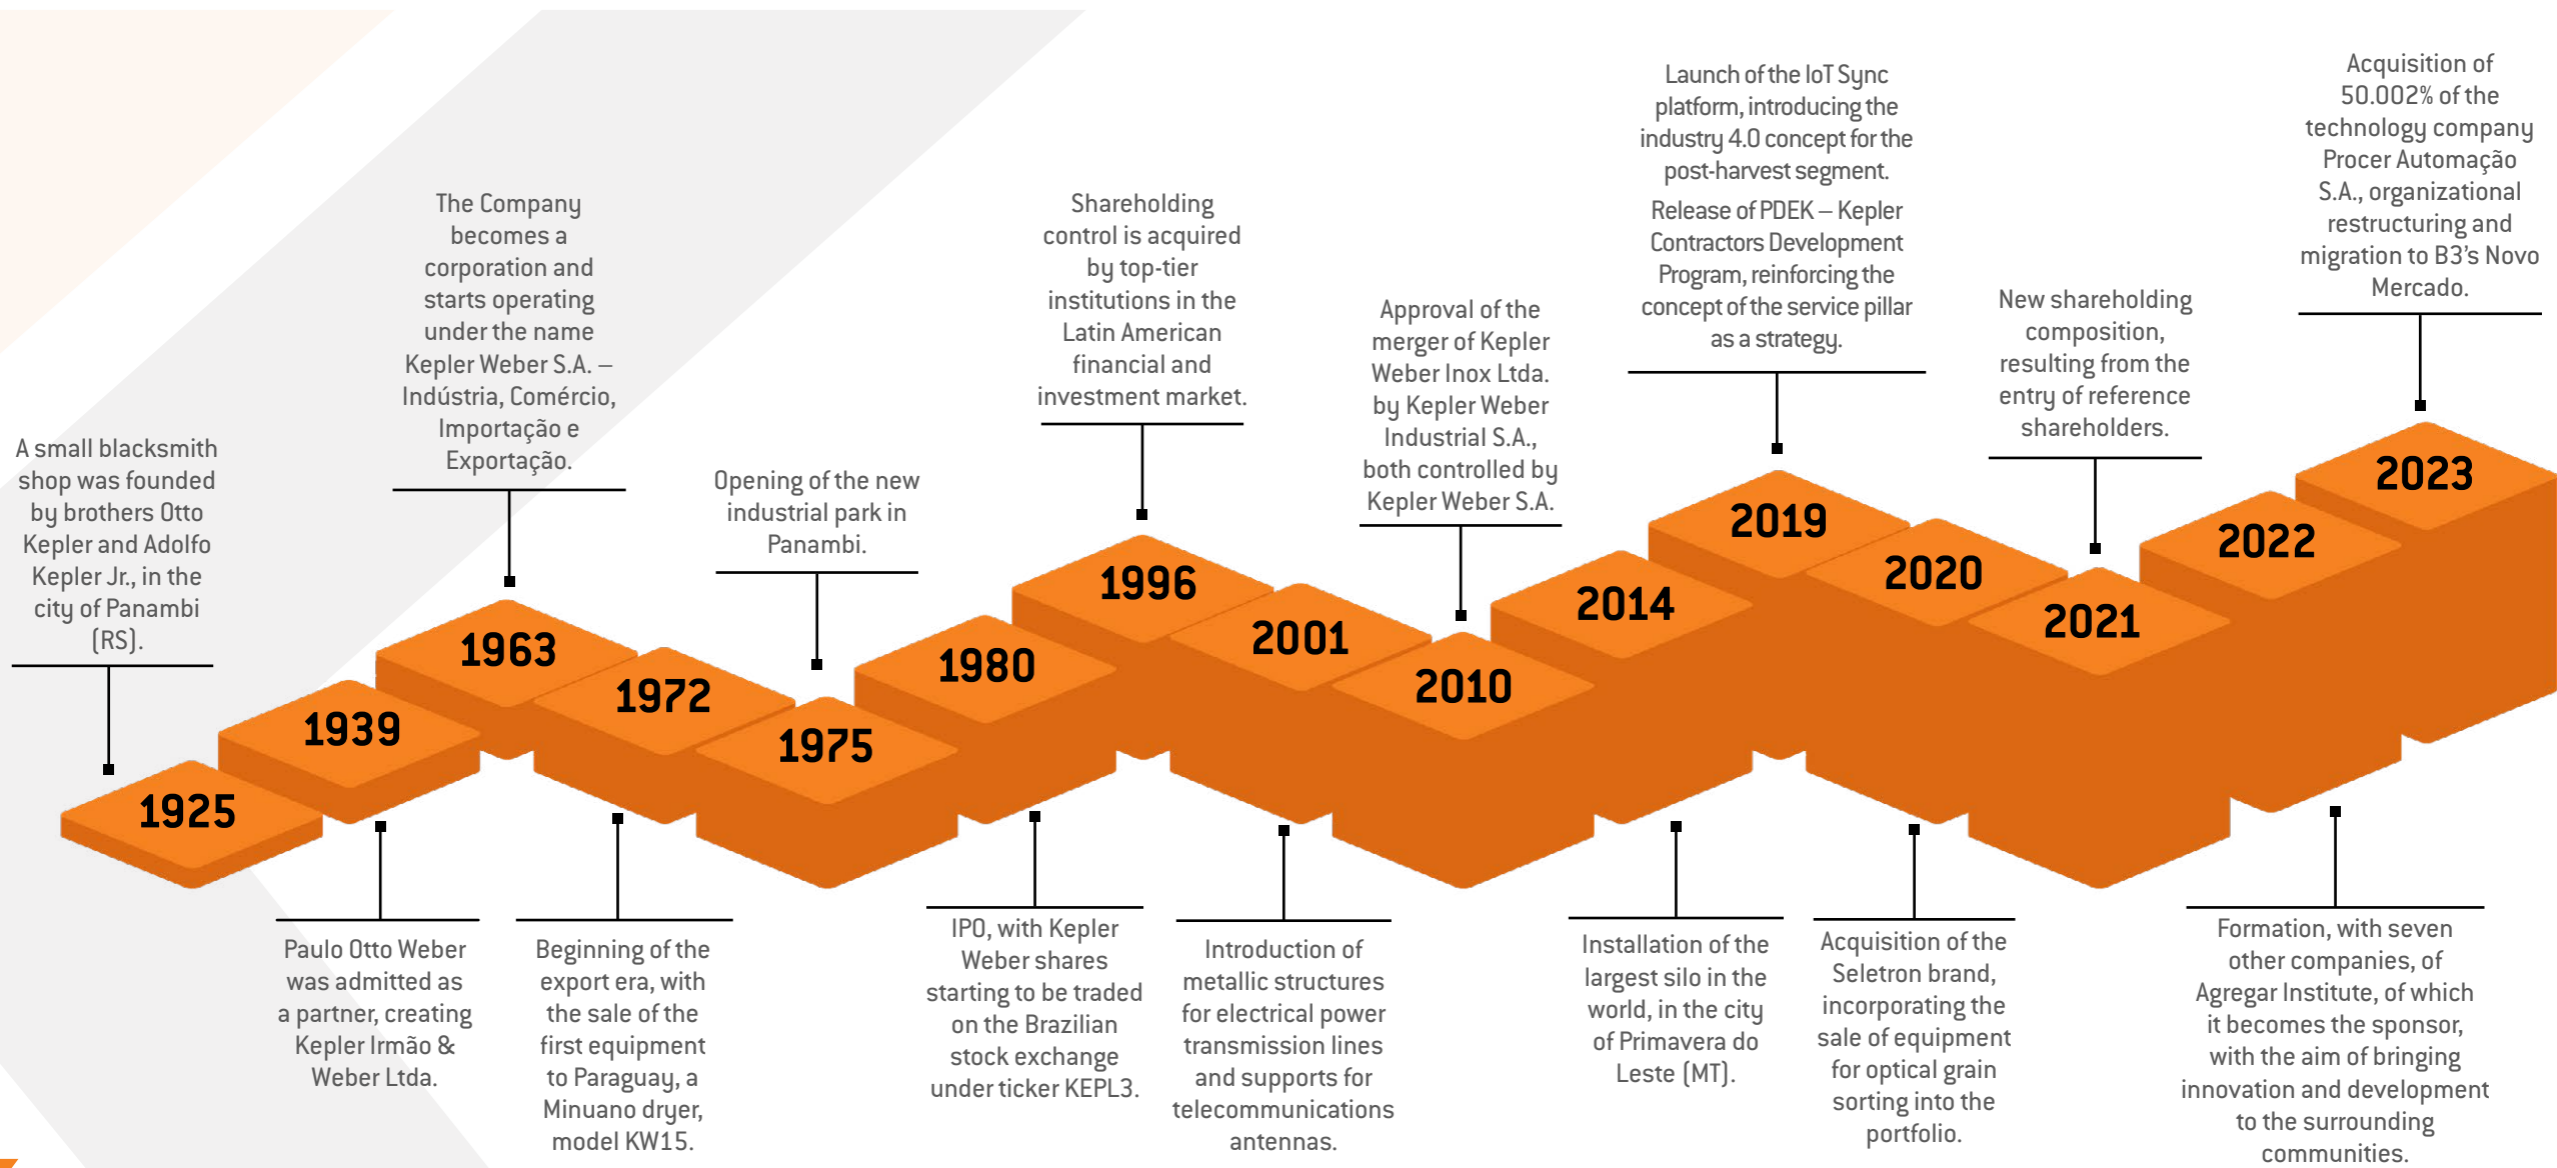 A small blacksmith
shop was founded
by brothers Otto
Kepler and Adolfo
Kepler Jr., in the
city of Panambi
(RS).
1925
1939
Paulo Otto Weber
was admitted as
a partner, creating
Kepler Irmão &
Weber Ltda.
The Company
becomes a
corporation and
starts operating
under the name
Kepler Weber S.A. –
Indústria, Comércio,
Importação e
Exportação.
1963
1972
Beginning of the
export era, with
the sale of the
first equipment
to Paraguay, a
Minuano dryer,
model KW15.
Opening of the new
industrial park in
Panambi.
1975
1980
IPO, with Kepler
Weber shares
starting to be traded
on the Brazilian
stock exchange
under ticker KEPL3.
Shareholding
control is acquired
by top-tier
institutions in the
Latin American
financial and
investment market.
1996
2001
Introduction of
metallic structures
for electrical power
transmission lines
and supports for
telecommunications
antennas.
Approval of the
merger of Kepler
Weber Inox Ltda.
by Kepler Weber
Industrial S.A.,
both controlled by
Kepler Weber S.A.
2010
2014
Installation of the
largest silo in the
world, in the city
of Primavera do
Leste (MT).
Launch of the IoT Sync
platform, introducing the
industry 4.0 concept for the
post-harvest segment.
Release of PDEK – Kepler
Contractors Development
Program, reinforcing the
concept of the service pillar
as a strategy.
2019
2020
Acquisition of the
Seletron brand,
incorporating the
sale of equipment
for optical grain
sorting into the
portfolio.
New shareholding
composition,
resulting from the
entry of reference
shareholders.
2021
2022
Formation, with seven
other companies, of
Agregar Institute, of which
it becomes the sponsor,
with the aim of bringing
innovation and development
to the surrounding
communities.
Acquisition of
50.002% of the
technology company
Procer Automação
S.A., organizational
restructuring and
migration to B3's Novo
Mercado.
2023